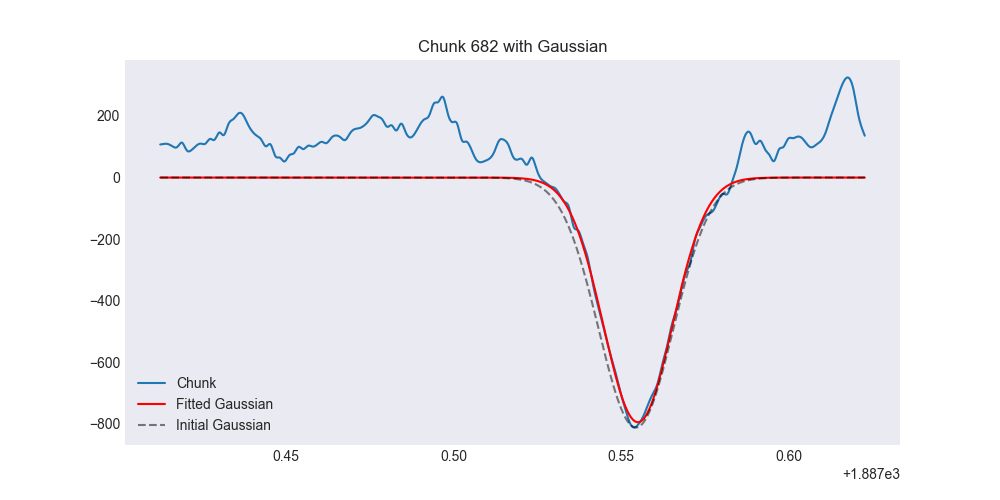 Chunk 682 with Gaussian
200
0
−200
−400
−600
−800
Chunk
Fitted Gaussian
Initial Gaussian
0.45 0.50 0.55 0.60
+1.887e3